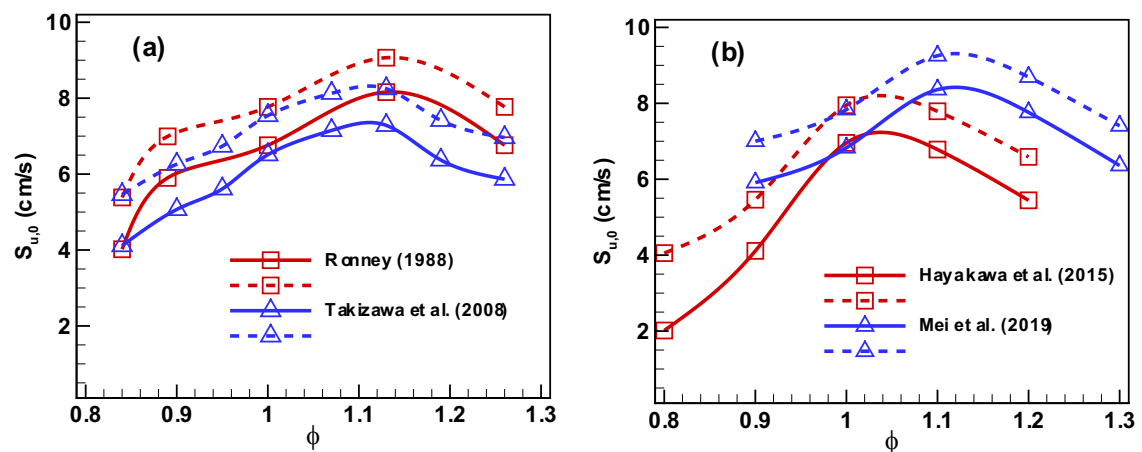 (a)
S_{u,0} (cm/s)
10
8
6
4
2
Ronney (1988)
Takizawa et al. (2008)
0.8 0.9 1 1.1 1.2 1.3
ϕ
(b)
S_{u,0} (cm/s)
10
8
6
4
2
Hayakawa et al. (2015)
Mei et al. (2019)
0.8 0.9 1 1.1 1.2 1.3
ϕ